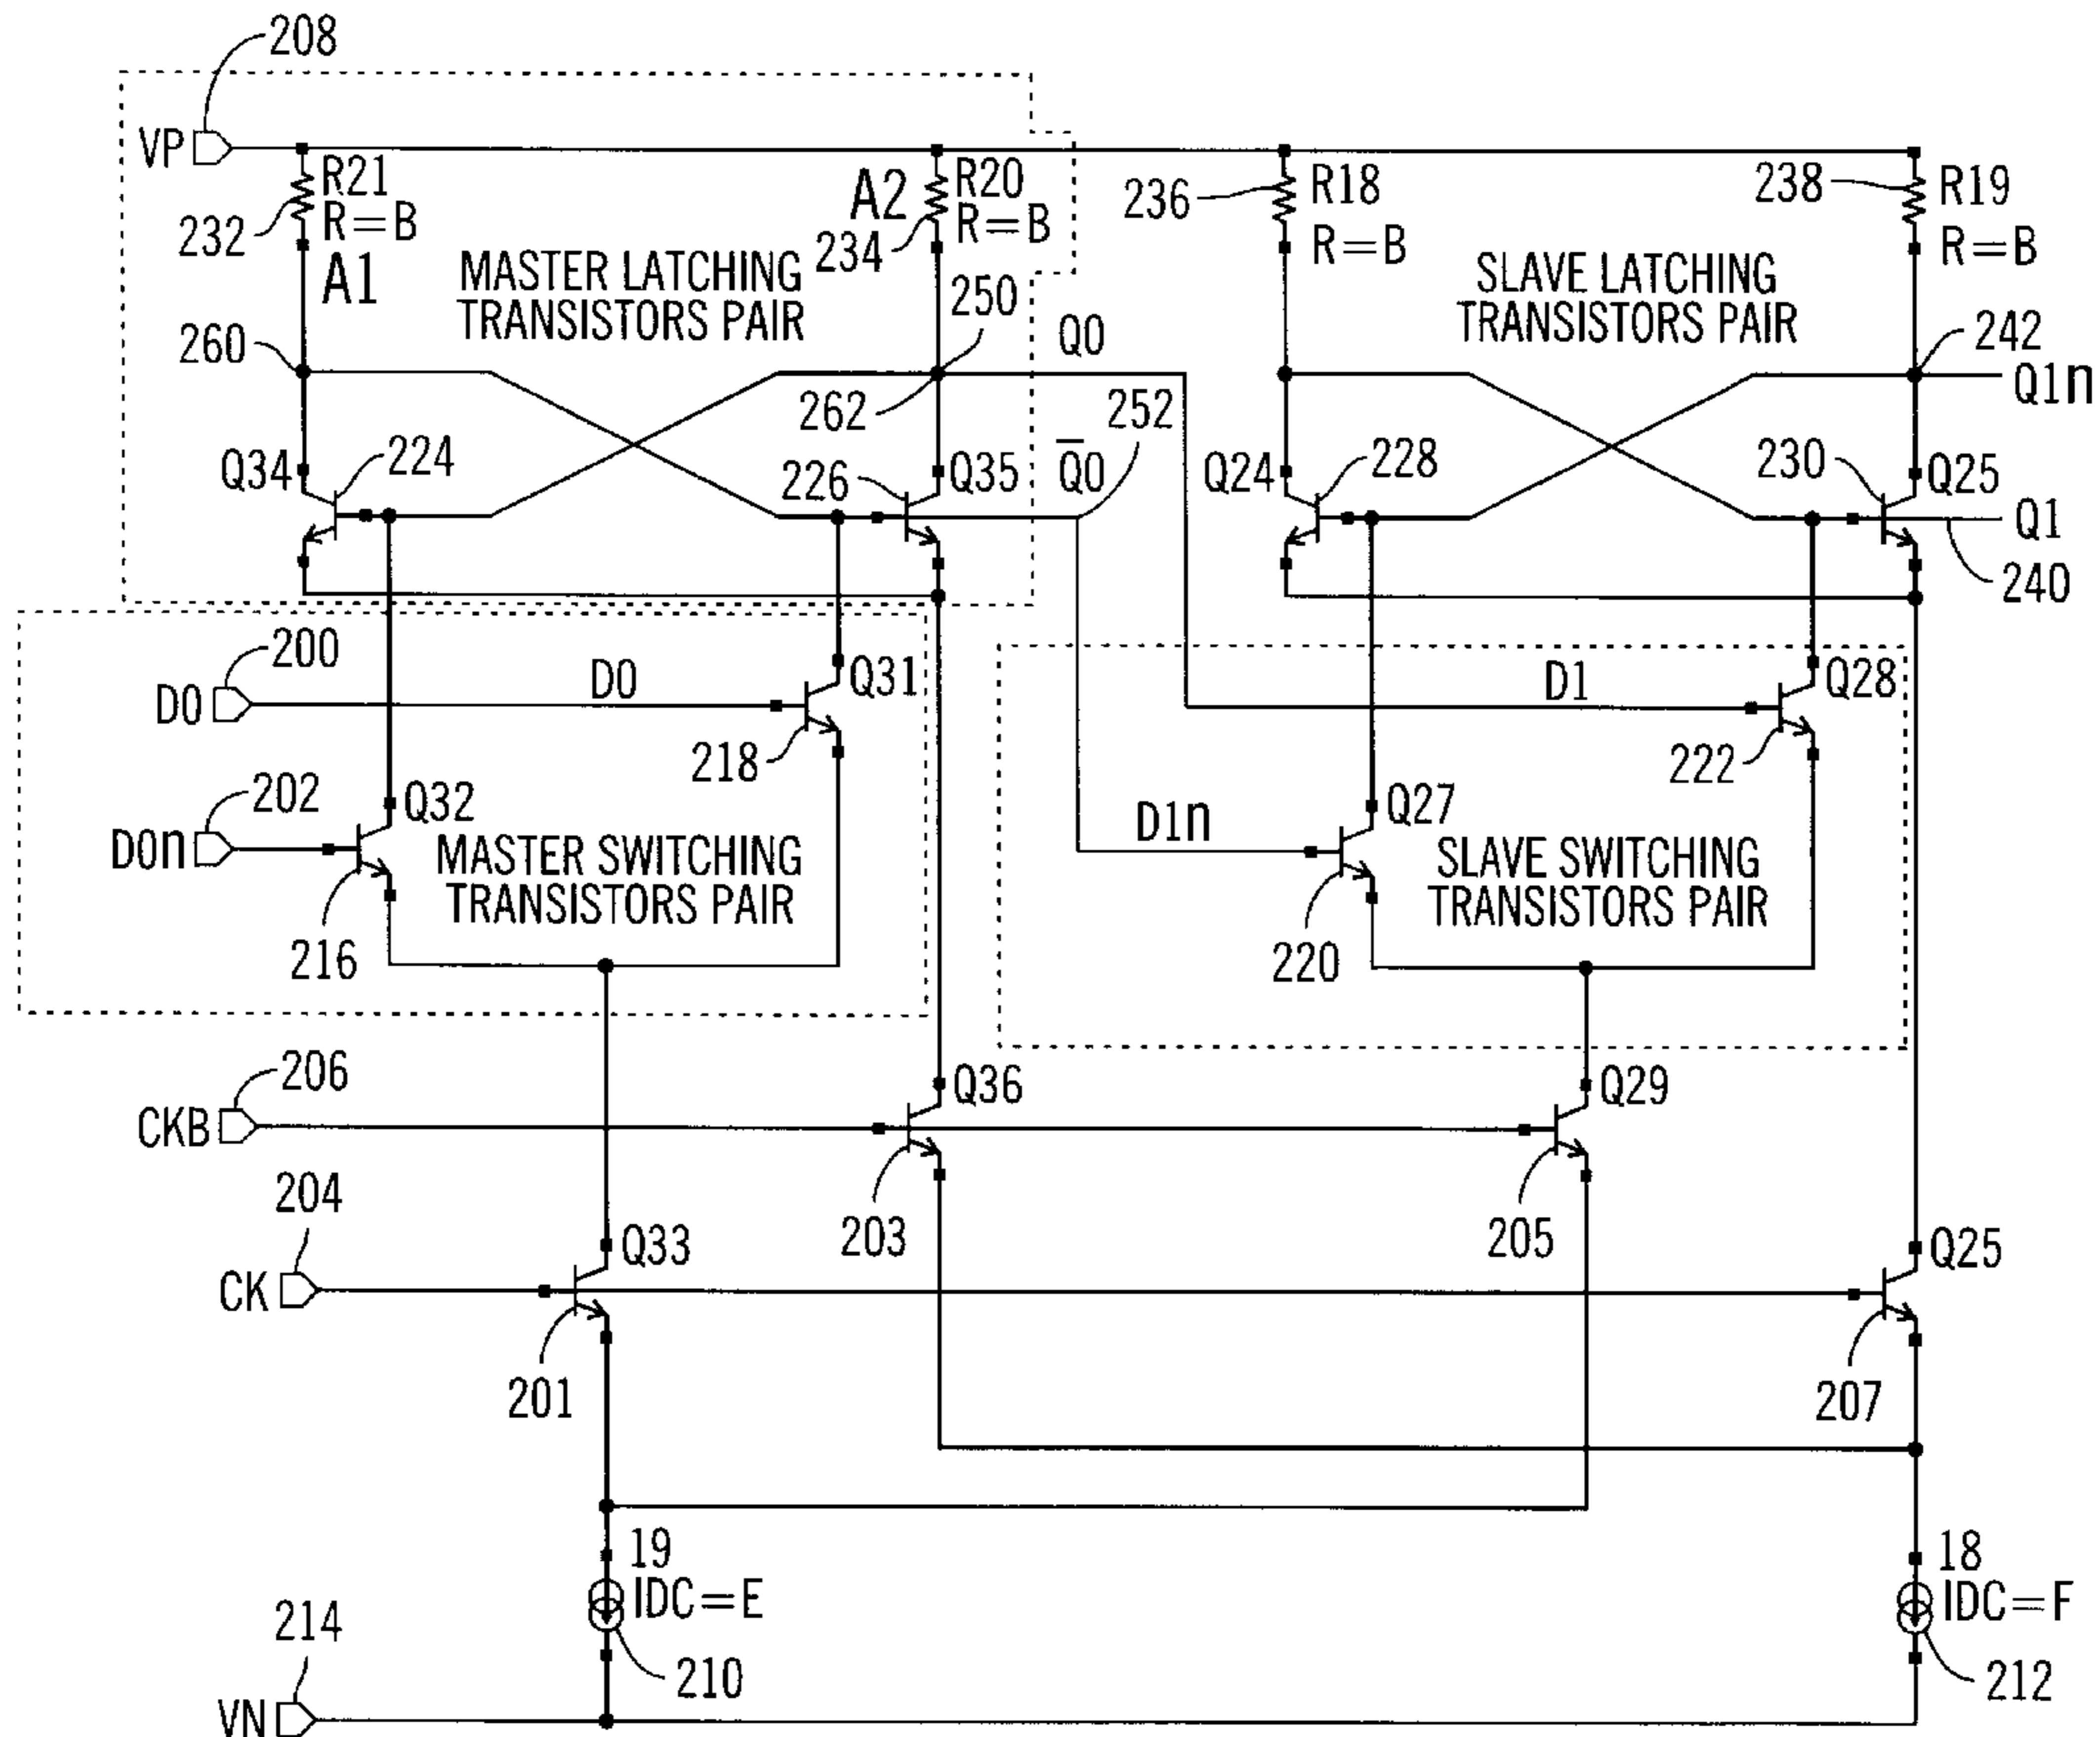 208
VP
R21
R=B
232
A1
A2
R20
R=B
234
236
R18
R=B
238
R19
R=B
MASTER LATCHING
TRANSISTORS PAIR
SLAVE LATCHING
TRANSISTORS PAIR
250
260
262
Q0
242
Q1n
252
Q34
224
226
Q35
Q̅0
Q24
228
230
Q25
Q1
240
200
D0
D0
Q31
218
D1
Q28
222
202
D0n
Q32
216
MASTER SWITCHING
TRANSISTORS PAIR
D1n
Q27
220
SLAVE SWITCHING
TRANSISTORS PAIR
206
CKB
Q36
203
Q29
205
204
CK
Q33
201
Q25
207
19
IDC=E
210
18
IDC=F
212
214
VN